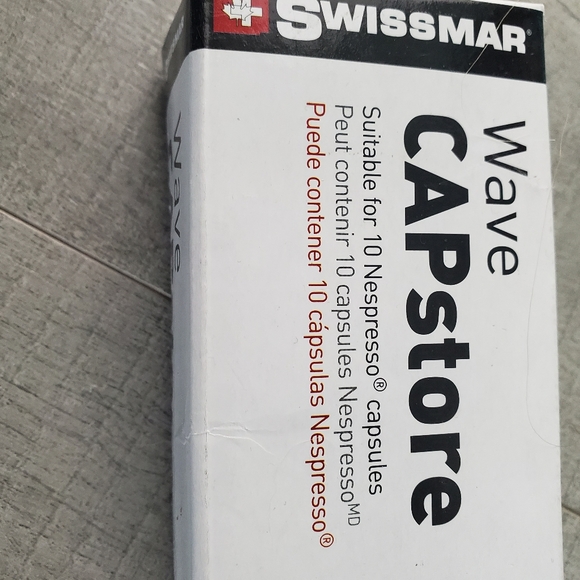 SWISSMAR®
Wave
CAPstore
Suitable for 10 Nespresso® capsules
Peut contenir 10 capsules Nespressoᴹᴰ
Puede contener 10 cápsulas Nespresso®
Wave